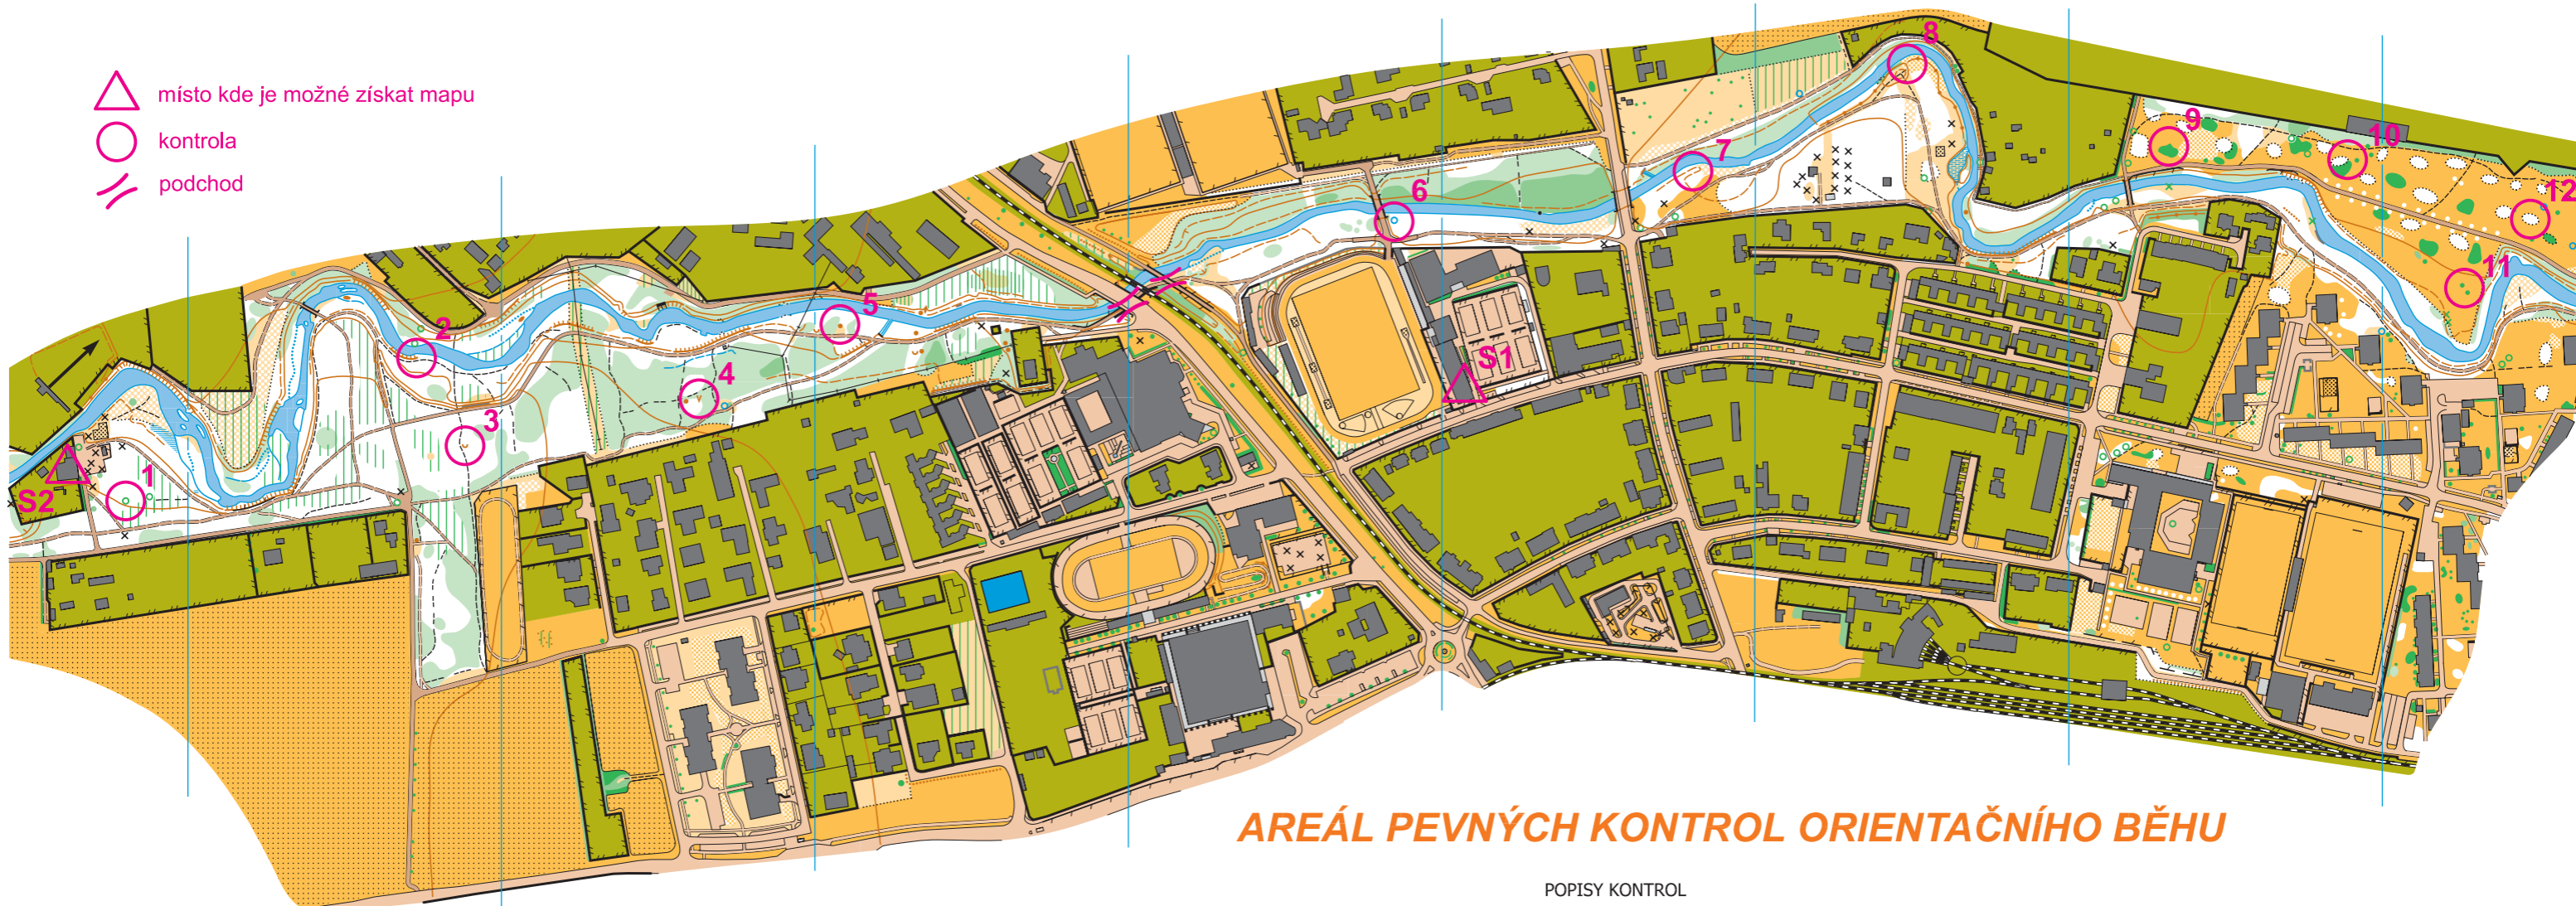 místo kde je možné získat mapu
kontrola
podchod
8
9
10
7
12
6
11
5
2
S1
4
3
1
S2
AREÁL PEVNÝCH KONTROL ORIENTAČNÍHO BĚHU
POPISY KONTROL